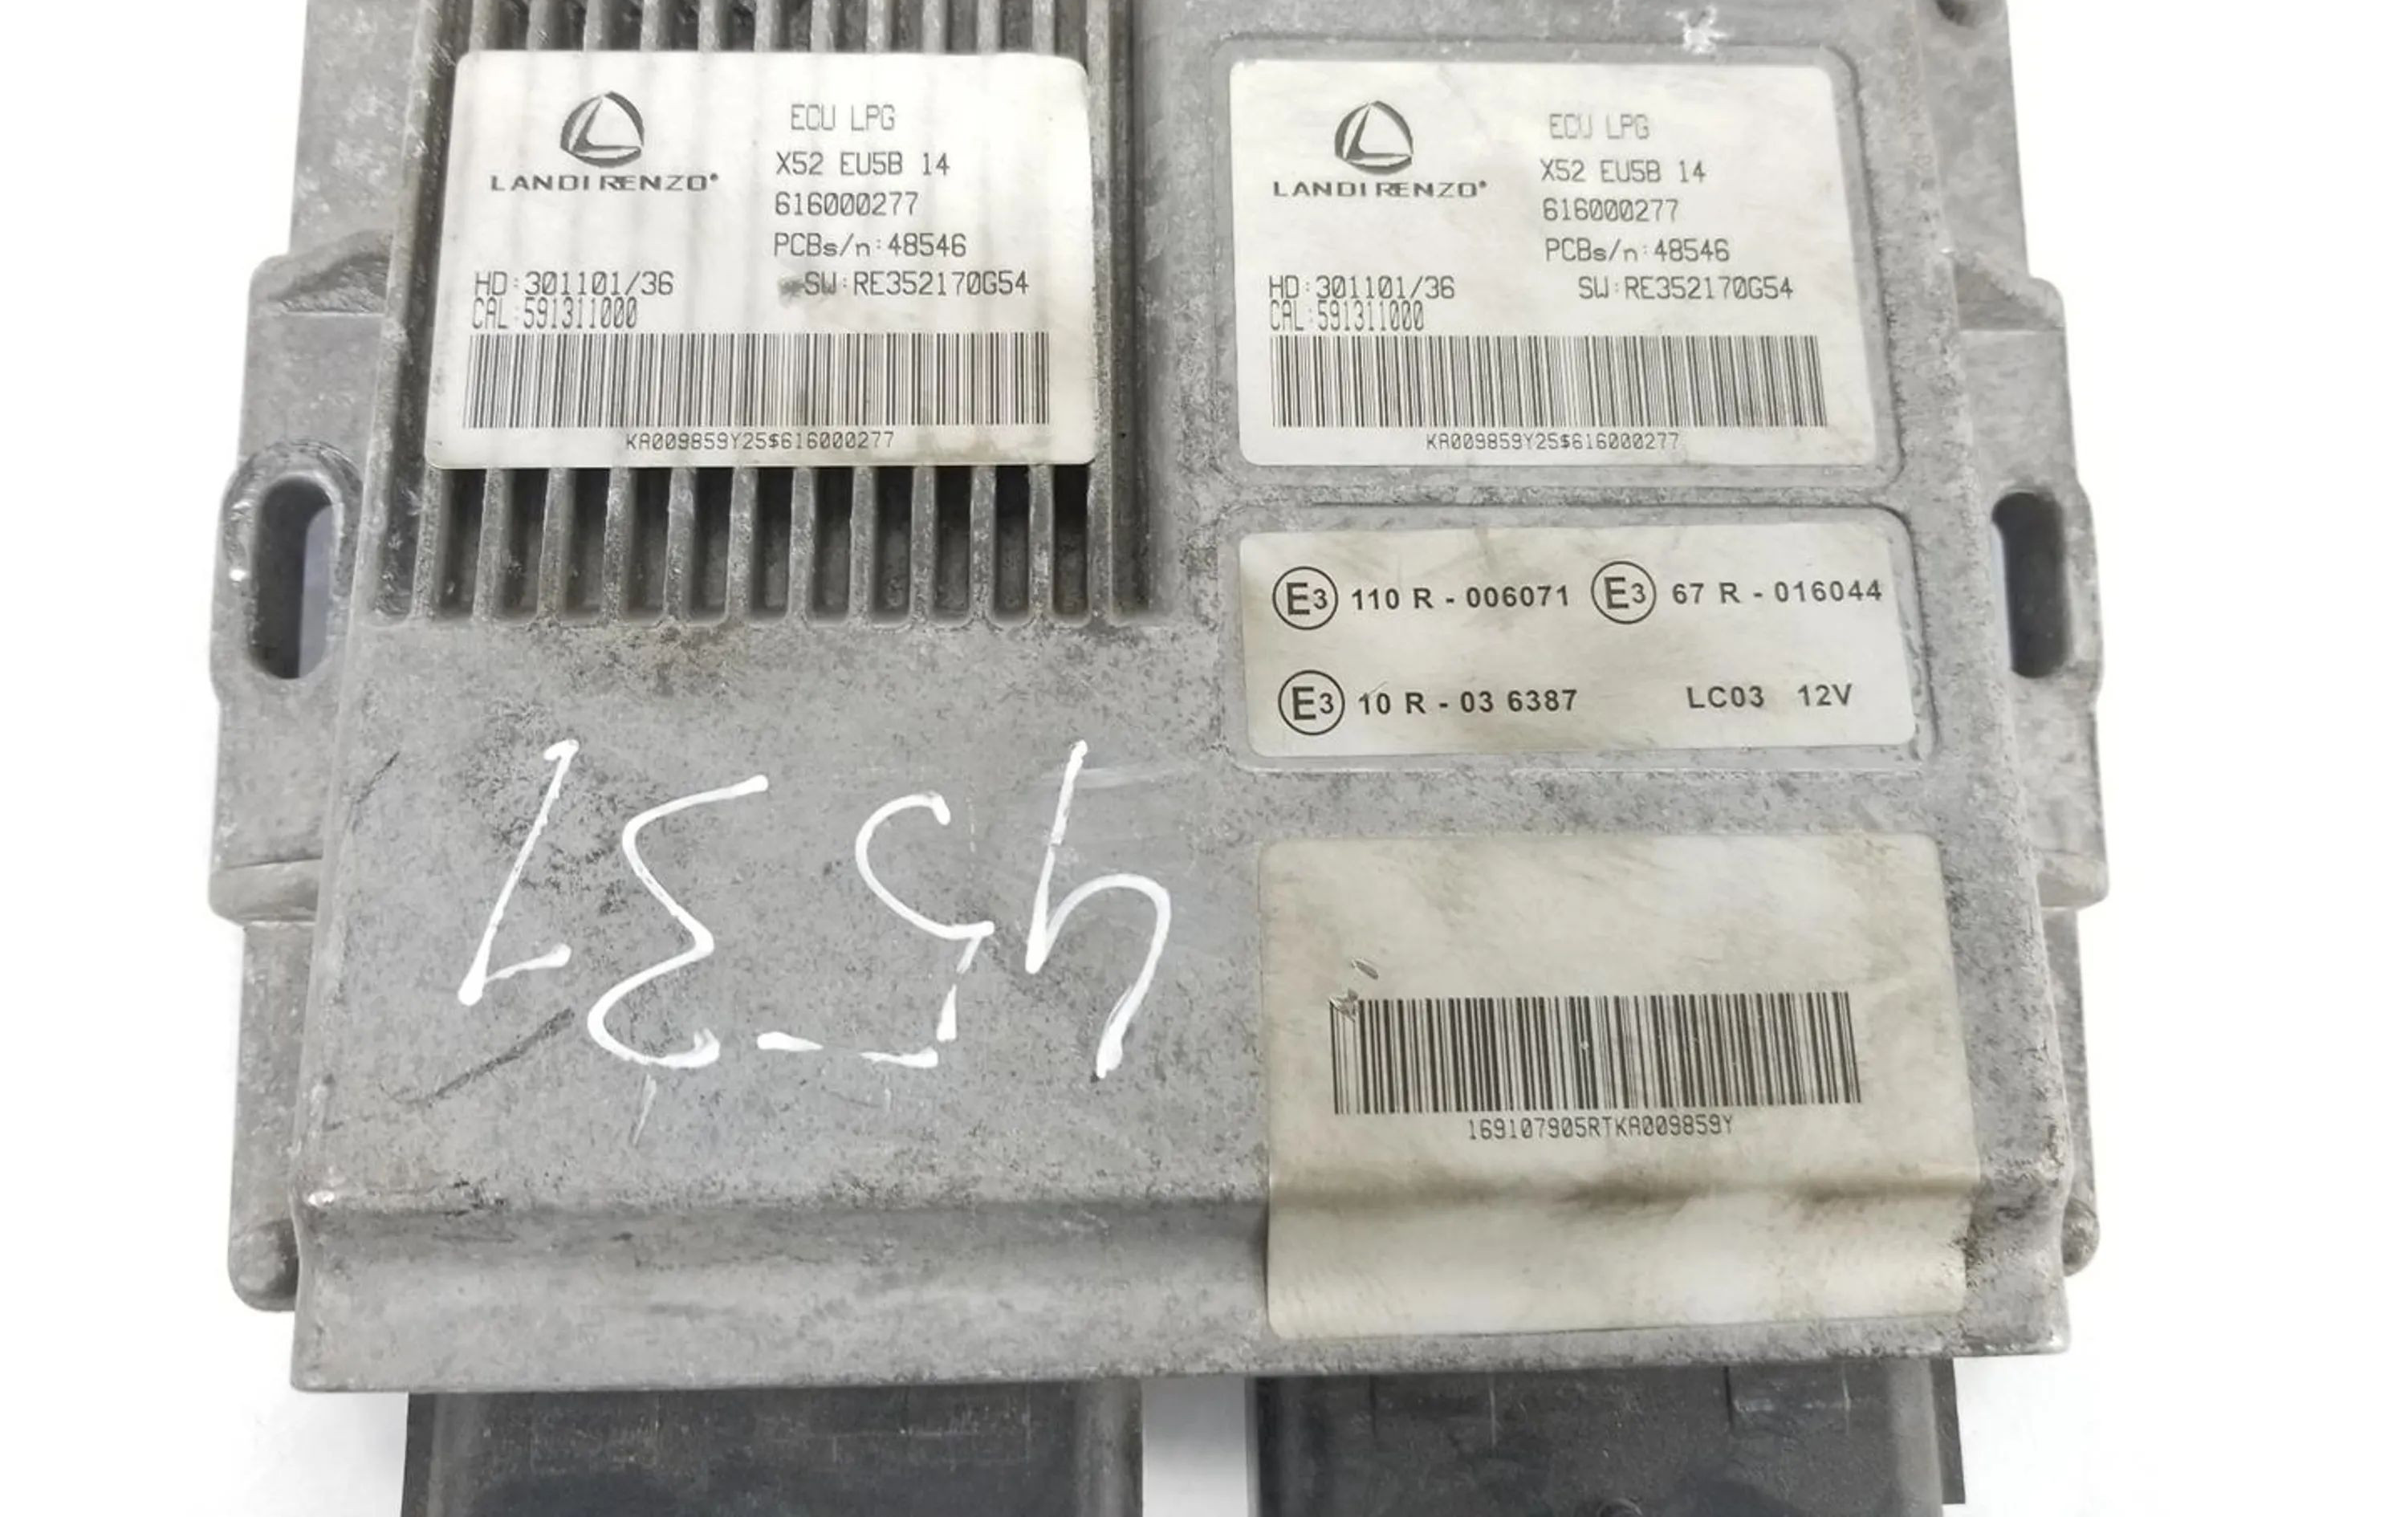 LANDI RENZO®
ECU LPG
X52 EU5B 14
616000277
PCBs/n:48546
HD:301101/36 SW:RE352170G54
CAL:591311000
KA009859Y25$616000277
LANDI RENZO®
ECU LPG
X52 EU5B 14
616000277
PCBs/n:48546
HD:301101/36 SW:RE352170G54
CAL:591311000
KA009859Y25$616000277
E3 110 R - 006071 E3 67 R - 016044
E3 10 R - 03 6387 LC03 12V
169107905RTKA009859Y